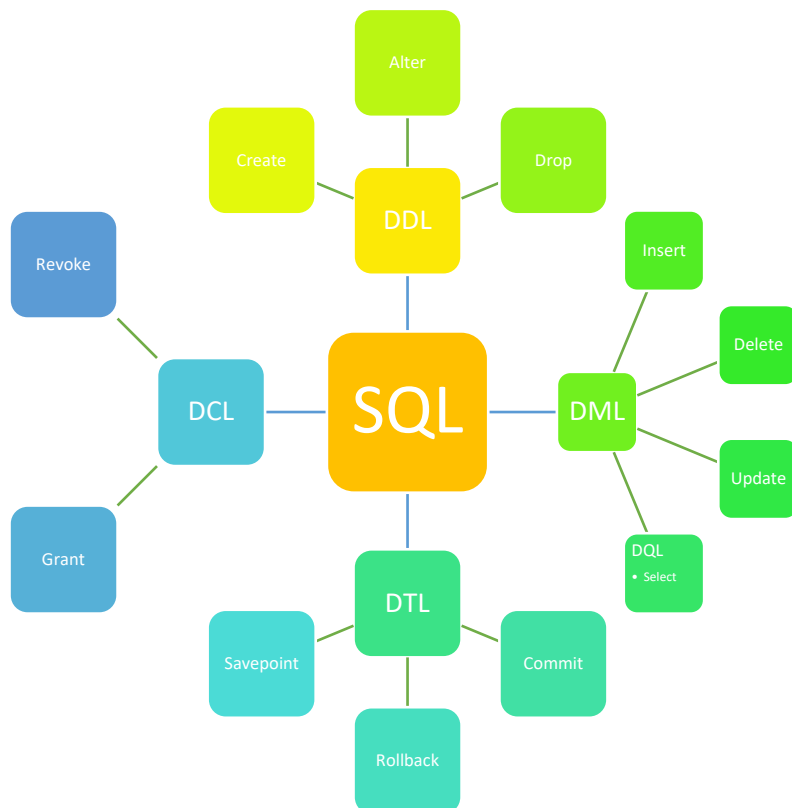 Alter
Create
Drop
DDL
Revoke
Insert
Delete
DCL
SQL
DML
Update
Grant
DQL
• Select
DTL
Savepoint
Commit
Rollback